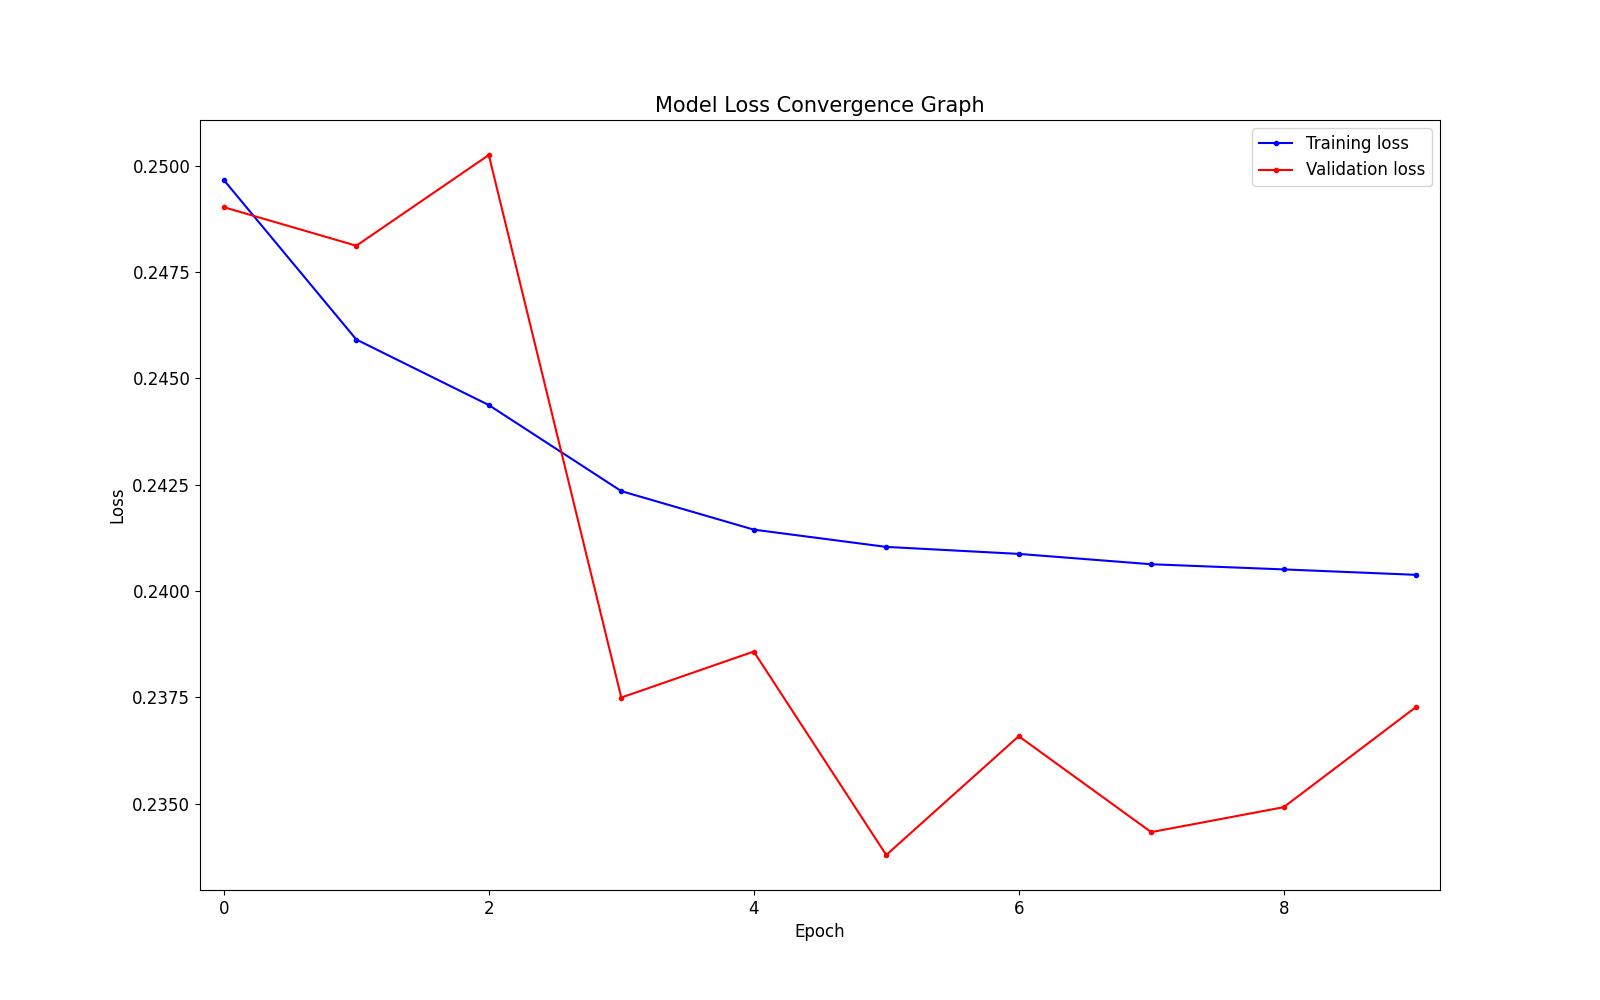 Model Loss Convergence Graph
Training loss
Validation loss
0.2500
0.2475
0.2450
0.2425
0.2400
0.2375
0.2350
Loss
0 2 4 6 8
Epoch